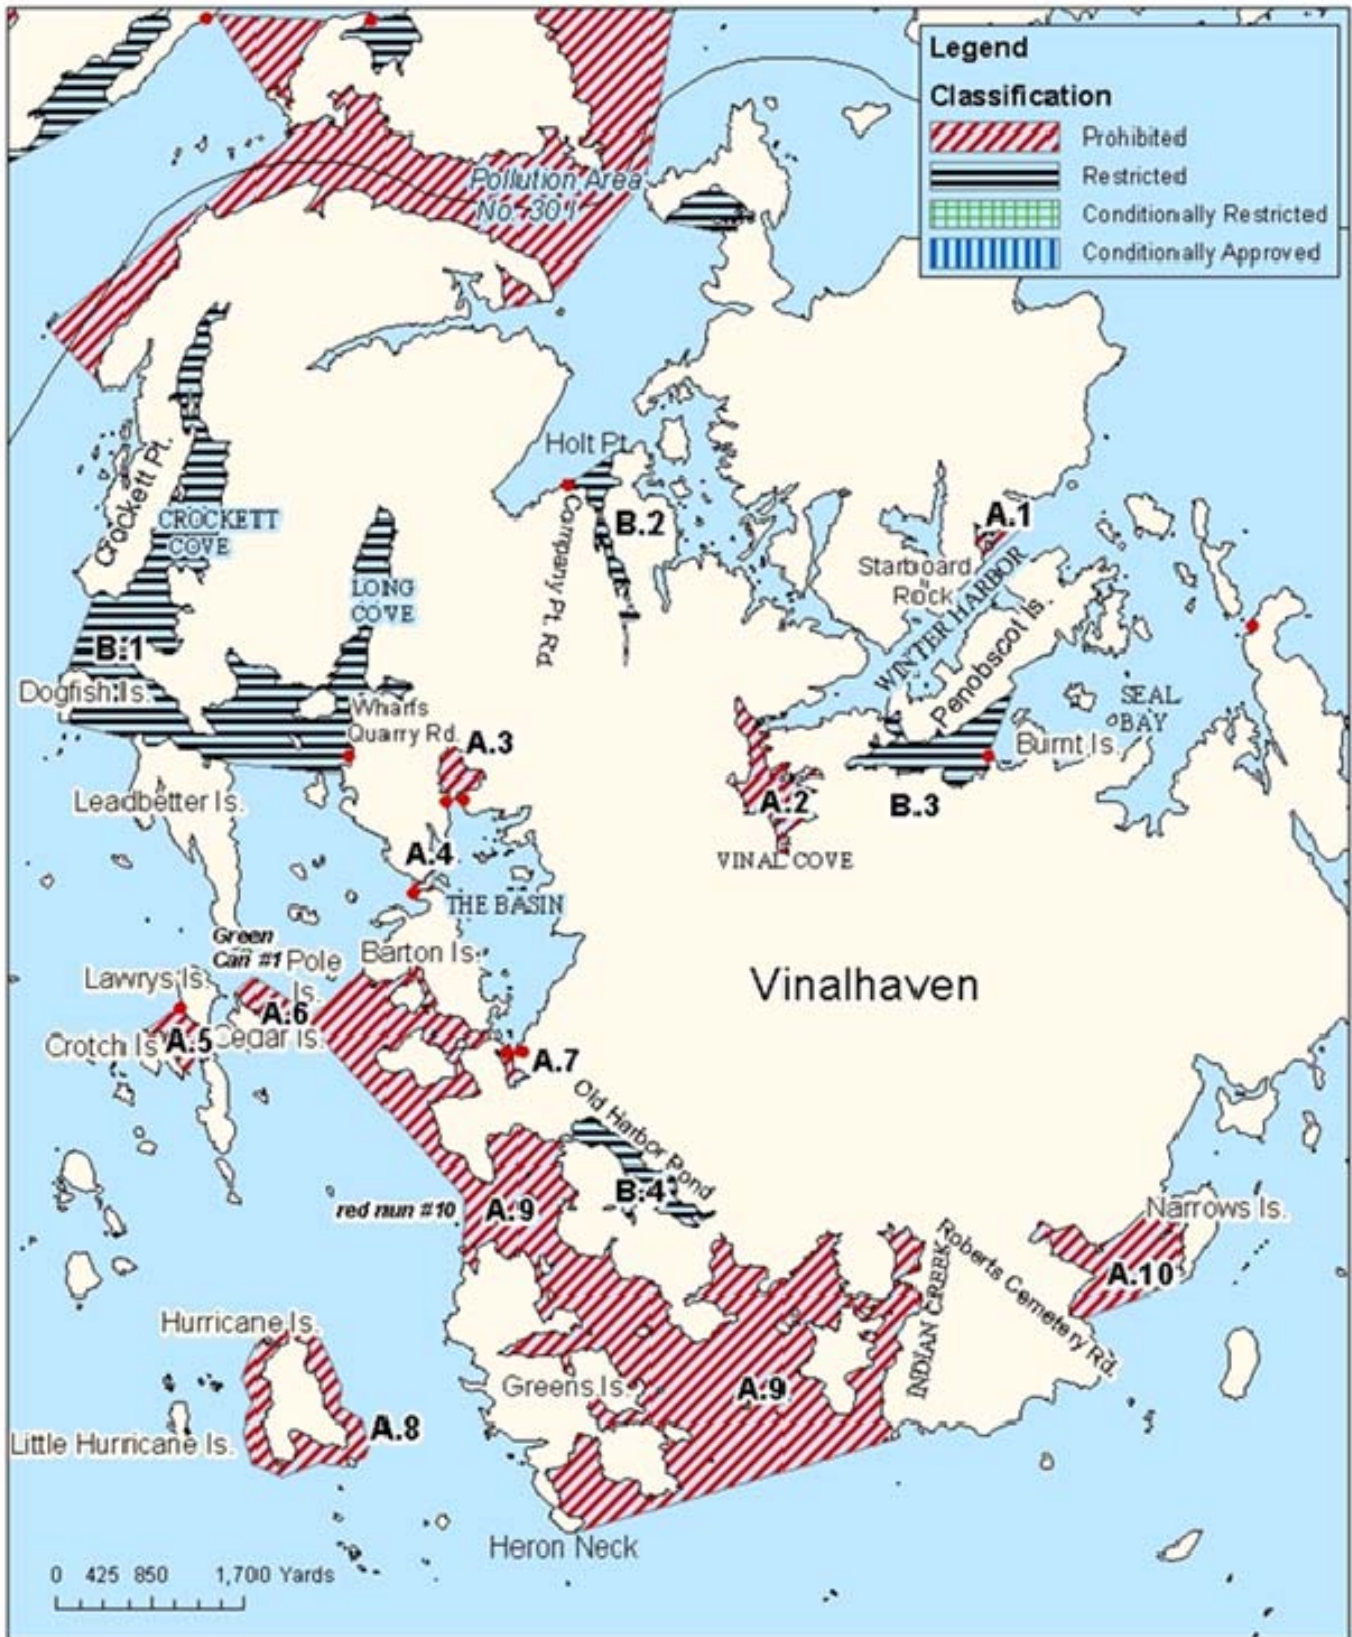 Legend
Classification
Prohibited
Restricted
Conditionally Restricted
Conditionally Approved
Pollution Area
No. 301
Holt Pt.
Crockett Pt.
CROCKETT
COVE
B.2
A.1
Company Pt. Rd
Starboard
Rock
LONG
COVE
WINTER HARBOR
Penobscot Is.
B.1
Dogfish Is.
SEAL
BAY
Wharfs
Quarry Rd.
A.3
Burnt Is.
Leadbetter Is.
A.2
B.3
A.4
VINAL COVE
THE BASIN
Green
Can #1
Pole
Is.
Barton Is.
Lawrys Is.
Vinalhaven
A.6
Crotch Is
A.5
Cedar Is.
A.7
Old Harbor Pond
B.4
red nun #10
A.9
Narrows Is.
A.10
INDIAN CREEK
Roberts Cemetery Rd.
Hurricane Is.
Greens Is.
A.9
A.8
Little Hurricane Is.
Heron Neck
0 425 850 1,700 Yards